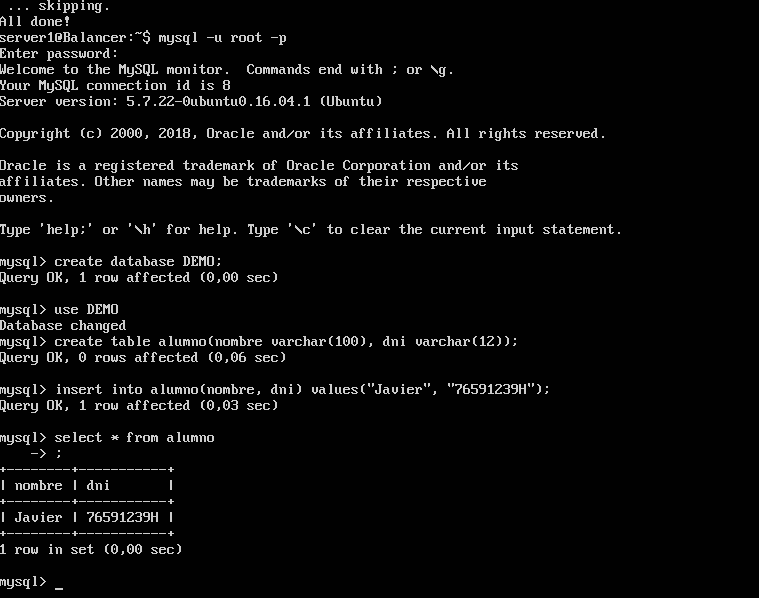 ... skipping.
All done!
server1@Balancer:~$ mysql -u root -p
Enter password:
Welcome to the MySQL monitor.  Commands end with ; or \g.
Your MySQL connection id is 8
Server version: 5.7.22-0ubuntu0.16.04.1 (Ubuntu)

Copyright (c) 2000, 2018, Oracle and/or its affiliates. All rights reserved.

Oracle is a registered trademark of Oracle Corporation and/or its
affiliates. Other names may be trademarks of their respective
owners.

Type 'help;' or '\h' for help. Type '\c' to clear the current input statement.

mysql> create database DEMO;
Query OK, 1 row affected (0,00 sec)

mysql> use DEMO
Database changed
mysql> create table alumno(nombre varchar(100), dni varchar(12));
Query OK, 0 rows affected (0,06 sec)

mysql> insert into alumno(nombre, dni) values("Javier", "76591239H");
Query OK, 1 row affected (0,03 sec)

mysql> select * from alumno
    -> ;
+--------+-----------+
| nombre | dni       |
+--------+-----------+
| Javier | 76591239H |
+--------+-----------+
1 row in set (0,00 sec)

mysql> _